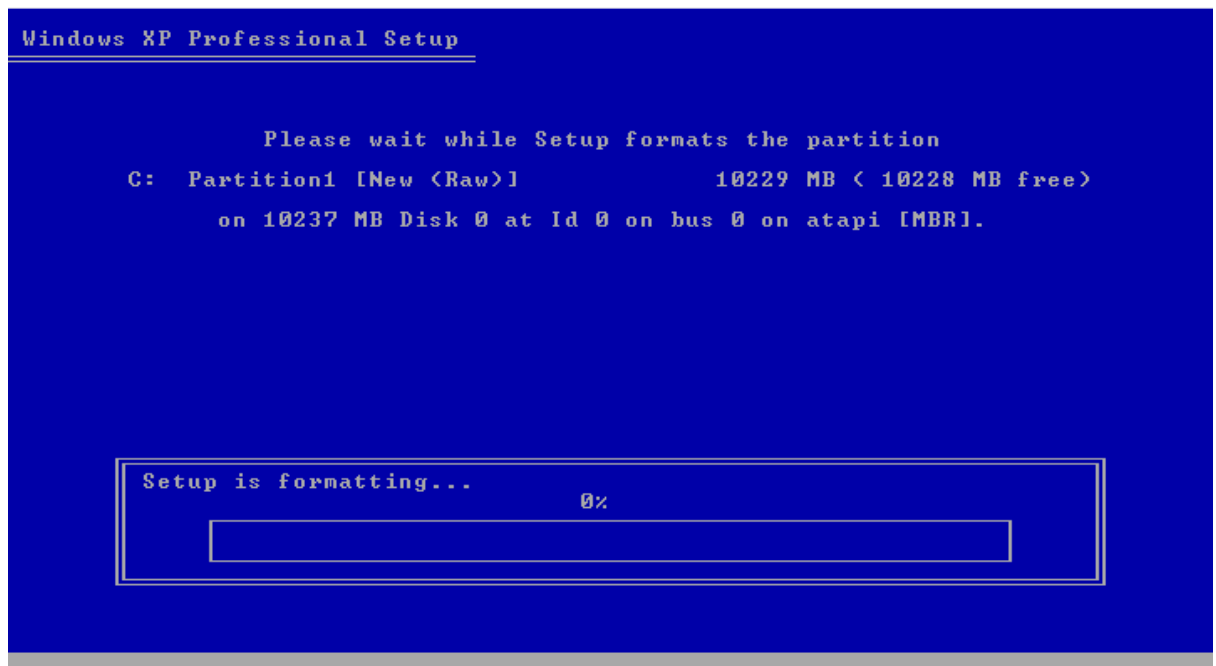 Windows XP Professional Setup
Please wait while Setup formats the partition
C: Partition1 [New (Raw)] 10229 MB ( 10228 MB free)
on 10237 MB Disk 0 at Id 0 on bus 0 on atapi [MBR].
Setup is formatting...
0%